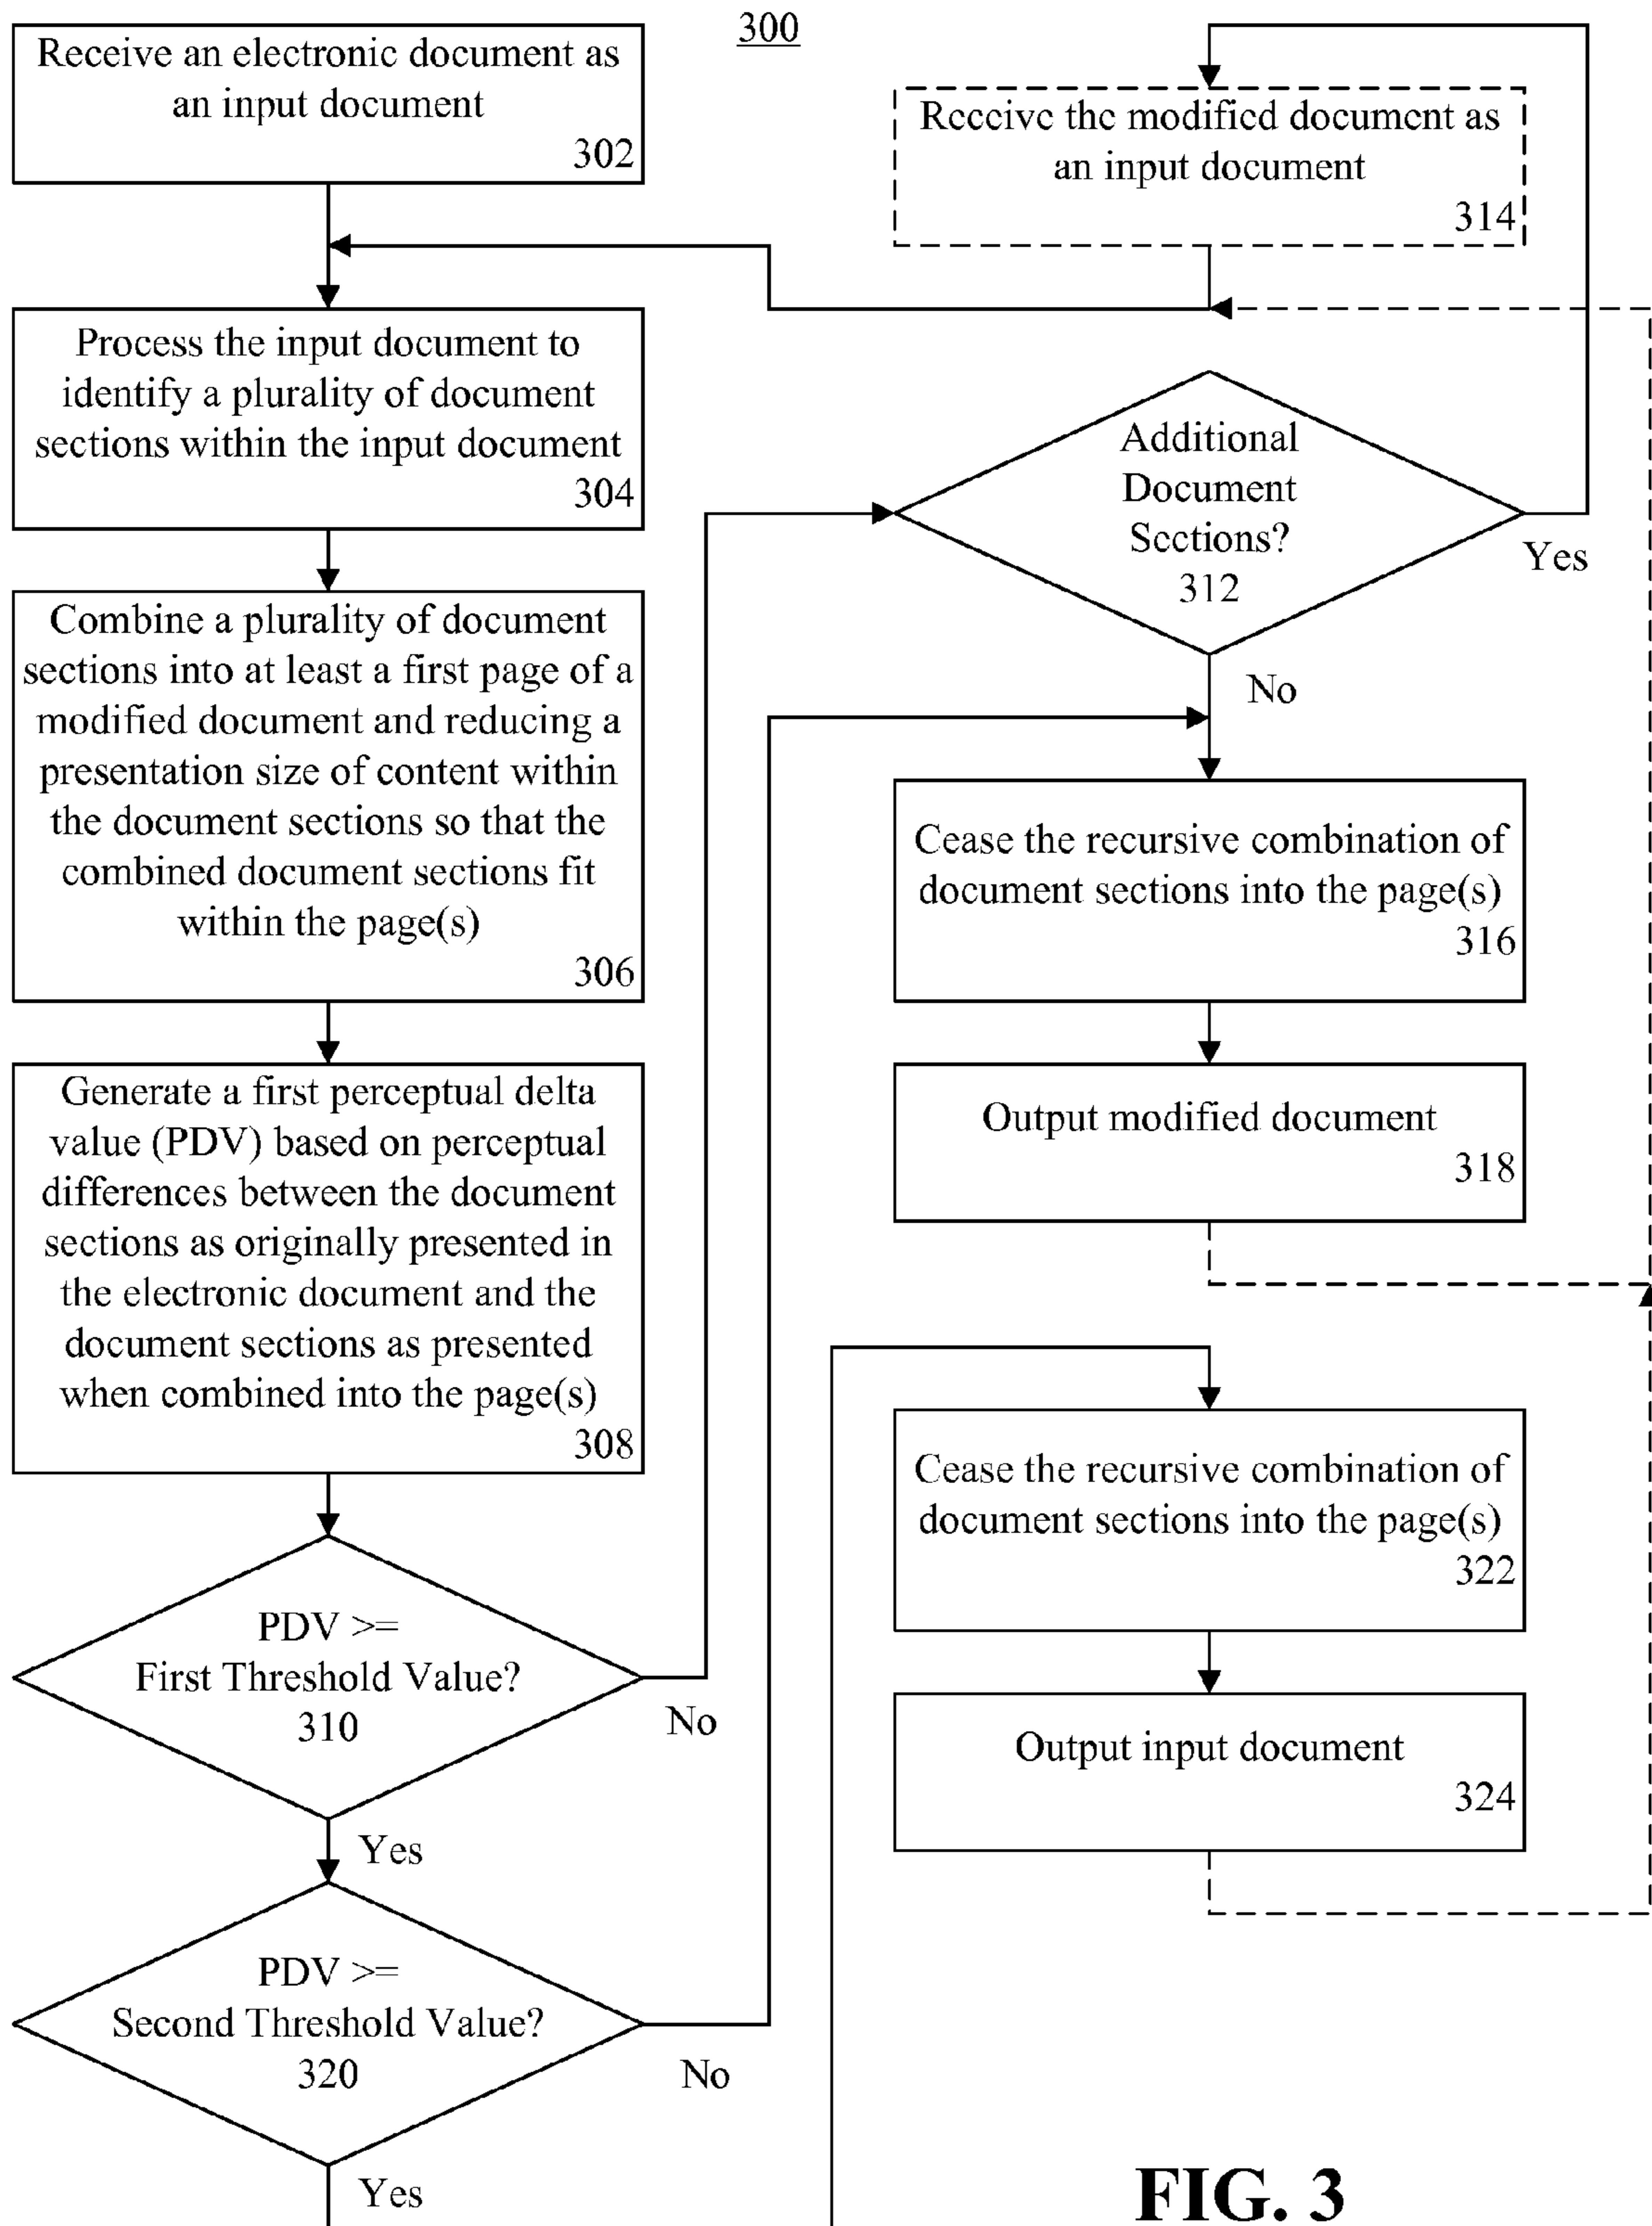 300
Receive an electronic document as
an input document
302
Process the input document to
identify a plurality of document
sections within the input document
304
Combine a plurality of document
sections into at least a first page of a
modified document and reducing a
presentation size of content within
the document sections so that the
combined document sections fit
within the page(s)
306
Generate a first perceptual delta
value (PDV) based on perceptual
differences between the document
sections as originally presented in
the electronic document and the
document sections as presented
when combined into the page(s)
308
PDV >=
First Threshold Value?
310
No
Yes
PDV >=
Second Threshold Value?
320
No
Yes
Receive the modified document as
an input document
314
Additional
Document
Sections?
312
Yes
No
Cease the recursive combination of
document sections into the page(s)
316
Output modified document
318
Cease the recursive combination of
document sections into the page(s)
322
Output input document
324
FIG. 3